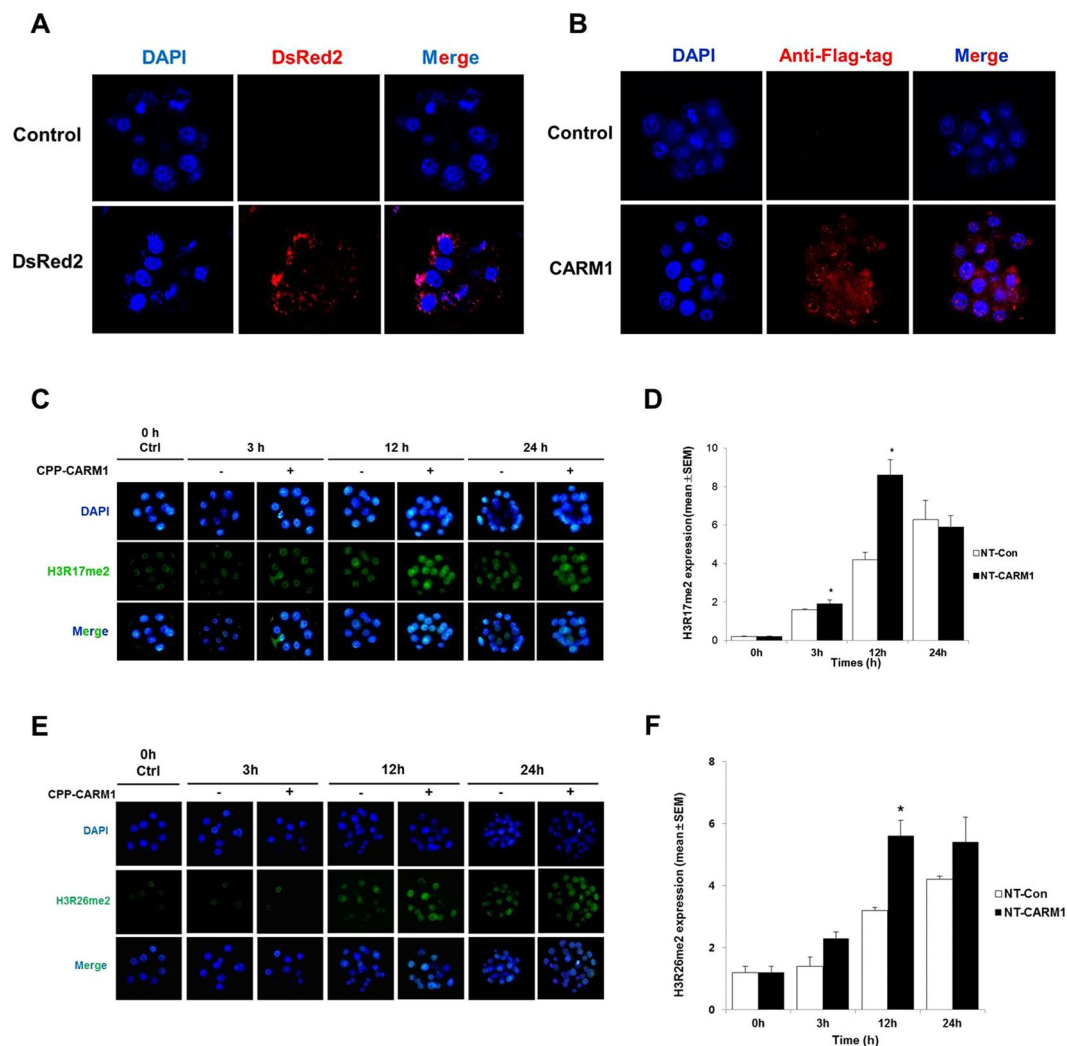 A
DAPI DsRed2 Merge
Control
DsRed2
B
DAPI Anti-Flag-tag Merge
Control
CARM1
C
0 h
Ctrl 3 h 12 h 24 h
CPP-CARM1 - + - + - +
DAPI
H3R17me2
Merge
D
H3R17me2 expression(mean±SEM)
10
8
6
4
2
0
* *
0h 3h 12h 24h
Times (h)
NT-Con
NT-CARM1
E
0h
Ctrl 3h 12h 24h
CPP-CARM1 - + - + - +
DAPI
H3R26me2
Merge
F
H3R26me2 expression (mean±SEM)
8
6
4
2
0
*
0h 3h 12h 24h
Time (h)
NT-Con
NT-CARM1